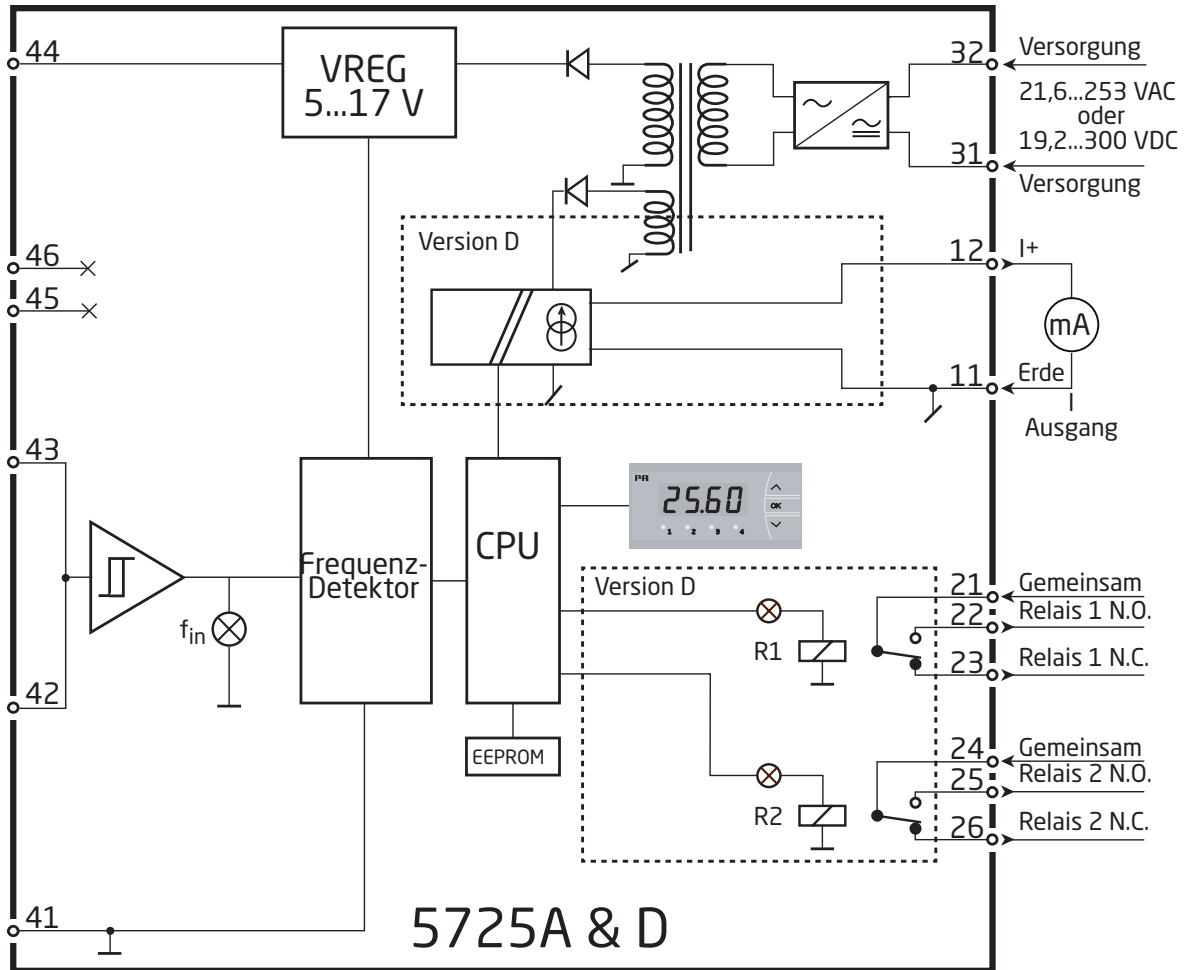 44
VREG
5...17 V
32
Versorgung
21,6...253 VAC
oder
19,2...300 VDC
31
Versorgung
46
45
Version D
12
I+
mA
11
Erde
I
Ausgang
43
PR
25.60
OK
1 2 3 4
CPU
Frequenz-
Detektor
fin
42
EEPROM
Version D
R1
21
Gemeinsam
22
Relais 1 N.O.
23
Relais 1 N.C.
R2
24
Gemeinsam
25
Relais 2 N.O.
26
Relais 2 N.C.
41
5725A & D